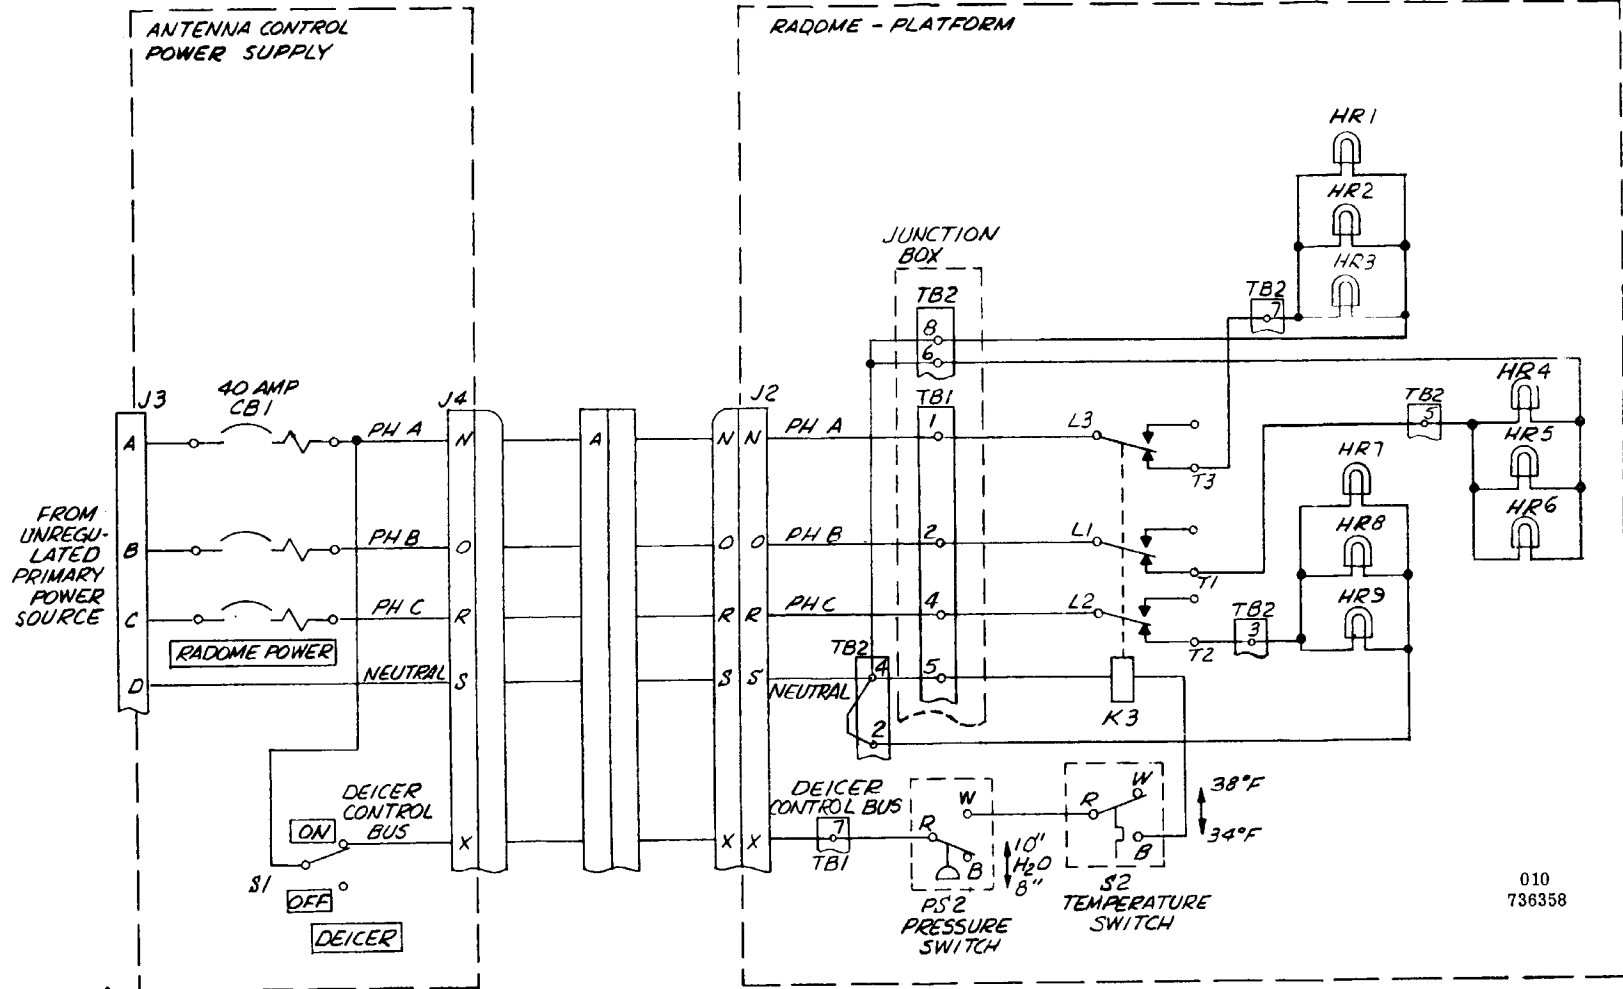 ANTENNA CONTROL
POWER SUPPLY
RADOME - PLATFORM
HR1
HR2
HR3
JUNCTION
BOX
TB2
8
6
TB2
7
J3
40 AMP
CB1
J4
J2
TB1
HR4
TB2
5
A
PH A
N
A
N
N
PH A
1
L3
T3
HR5
HR7
HR6
FROM
UNREGU-
LATED
PRIMARY
POWER
SOURCE
B
PH B
O
O
O
PH B
2
L1
T1
HR8
C
PH C
R
R
R
PH C
4
L2
T2
TB2
3
HR9
RADOME POWER
D
NEUTRAL
S
S
S
NEUTRAL
TB2
4
5
K3
2
DEICER
CONTROL
BUS
ON
X
X
X
DEICER
CONTROL BUS
7
TB1
R
W
B
10"
H2O
8"
R
W
B
38°F
34°F
S1
OFF
DEICER
PS2
PRESSURE
SWITCH
S2
TEMPERATURE
SWITCH
010
736358